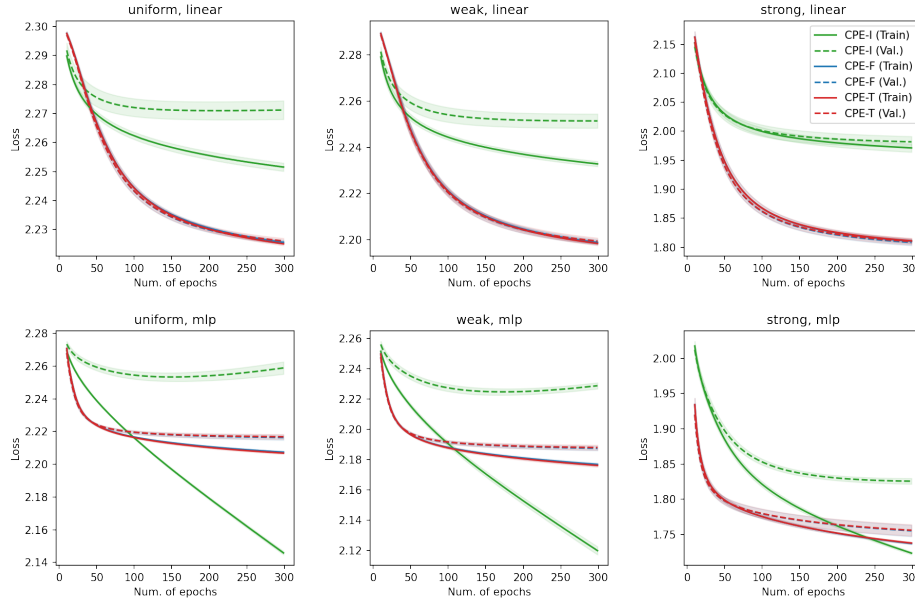 uniform, linear
2.30
2.29
2.28
2.27
2.26
2.25
2.24
2.23
Loss
0 50 100 150 200 250 300
Num. of epochs
weak, linear
2.28
2.26
2.24
2.22
2.20
Loss
0 50 100 150 200 250 300
Num. of epochs
strong, linear
2.15
2.10
2.05
2.00
1.95
1.90
1.85
1.80
Loss
0 50 100 150 200 250 300
Num. of epochs
CPE-I (Train)
CPE-I (Val.)
CPE-F (Train)
CPE-F (Val.)
CPE-T (Train)
CPE-T (Val.)
uniform, mlp
2.28
2.26
2.24
2.22
2.20
2.18
2.16
2.14
Loss
0 50 100 150 200 250 300
Num. of epochs
weak, mlp
2.26
2.24
2.22
2.20
2.18
2.16
2.14
2.12
Loss
0 50 100 150 200 250 300
Num. of epochs
strong, mlp
2.00
1.95
1.90
1.85
1.80
1.75
Loss
0 50 100 150 200 250 300
Num. of epochs